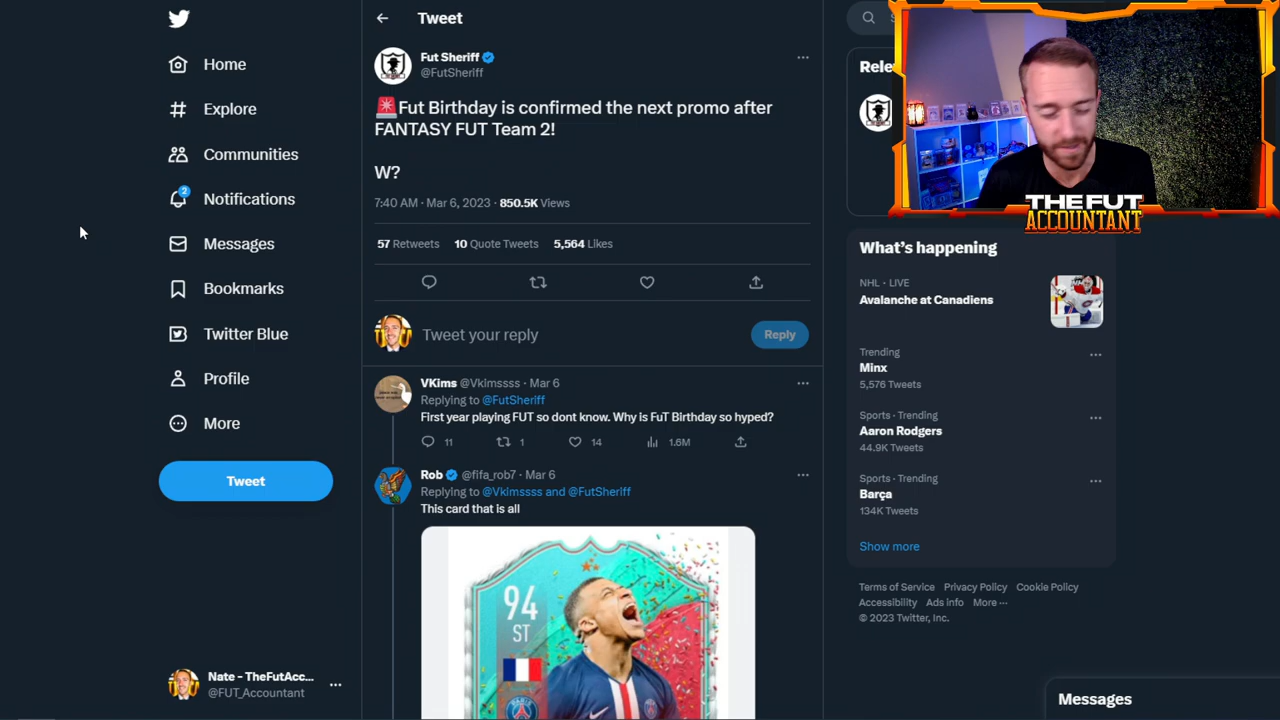 Home
Explore
Communities
2
Notifications
Messages
Bookmarks
Twitter Blue
Profile
More
Tweet
Nate - TheFutAcc...
@FUT_Accountant
Tweet
Fut Sheriff
@FutSheriff
🚨Fut Birthday is confirmed the next promo after
FANTASY FUT Team 2!
W?
7:40 AM · Mar 6, 2023 · 850.5K Views
57 Retweets 10 Quote Tweets 5,564 Likes
Tweet your reply
Reply
VKims @Vklmssss · Mar 6
Replying to @FutSheriff
First year playing FUT so dont know. Why is FuT Birthday so hyped?
11 1 14 1.6M
Rob @fifa_rob7 · Mar 6
Replying to @Vklmssss and @FutSheriff
This card that is all
94
ST
THE FUT
ACCOUNTANT
What's happening
NHL · LIVE
Avalanche at Canadiens
Trending
Minx
5,576 Tweets
Sports · Trending
Aaron Rodgers
44.9K Tweets
Sports · Trending
Barça
134K Tweets
Show more
Terms of Service Privacy Policy Cookie Policy
Accessibility Ads info More ···
© 2023 Twitter, Inc.
Messages